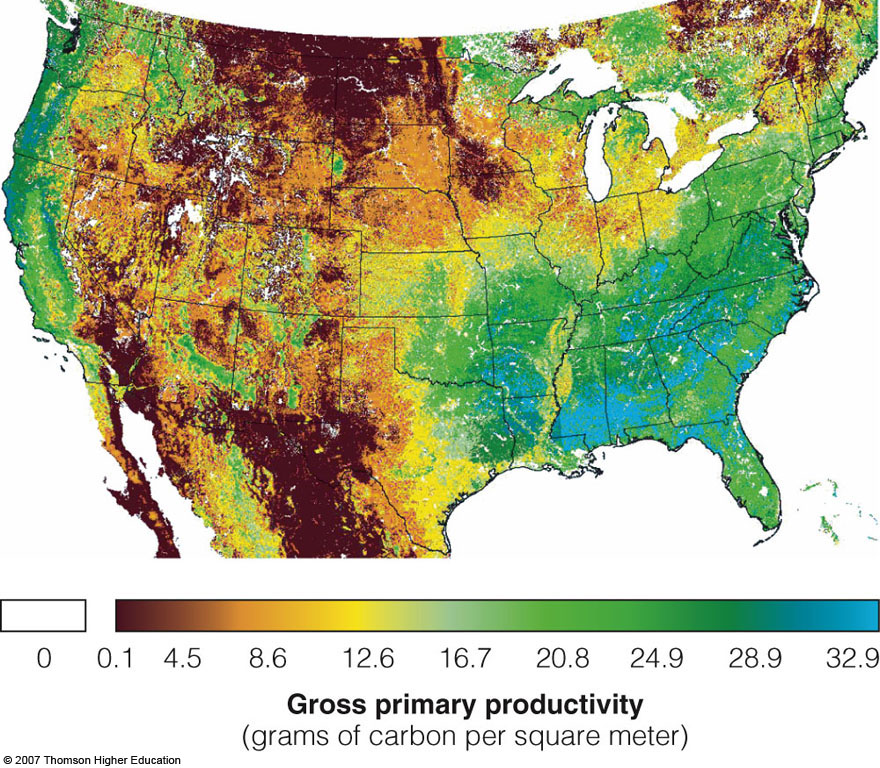 0 0.1 4.5 8.6 12.6 16.7 20.8 24.9 28.9 32.9
Gross primary productivity
(grams of carbon per square meter)
© 2007 Thomson Higher Education